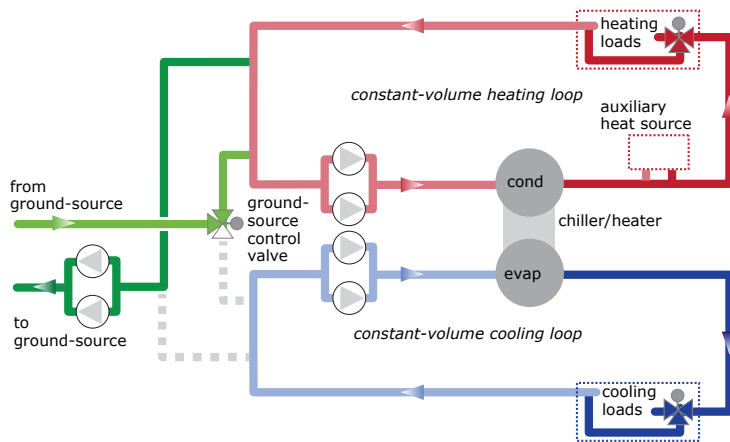 heating
loads
constant-volume heating loop
auxiliary
heat source
from
ground-source
ground-
source
control
valve
cond
chiller/heater
evap
to
ground-source
constant-volume cooling loop
cooling
loads